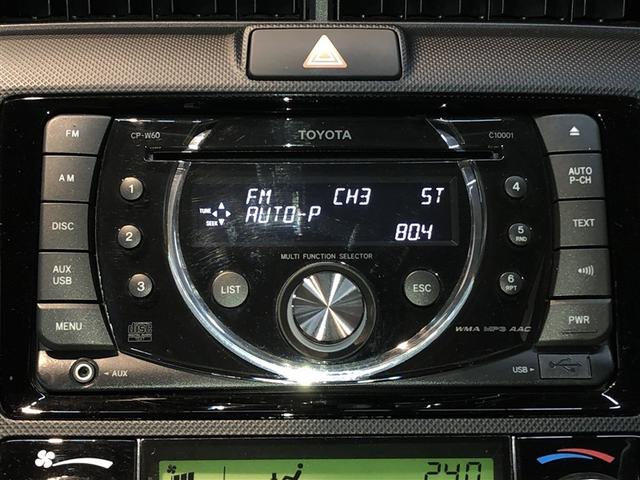 FM
CP-W60
TOYOTA
C10001
AM
1
4
AUTO
P-CH
FM CH3 ST
TUNE
SEEK
AUTO-P
80.4
DISC
2
5
RND
TEXT
AUX
USB
3
6
RPT
MULTI FUNCTION SELECTOR
LIST
ESC
MENU
disc
WMA MP3 AAC
PWR
AUX
USB
24.0